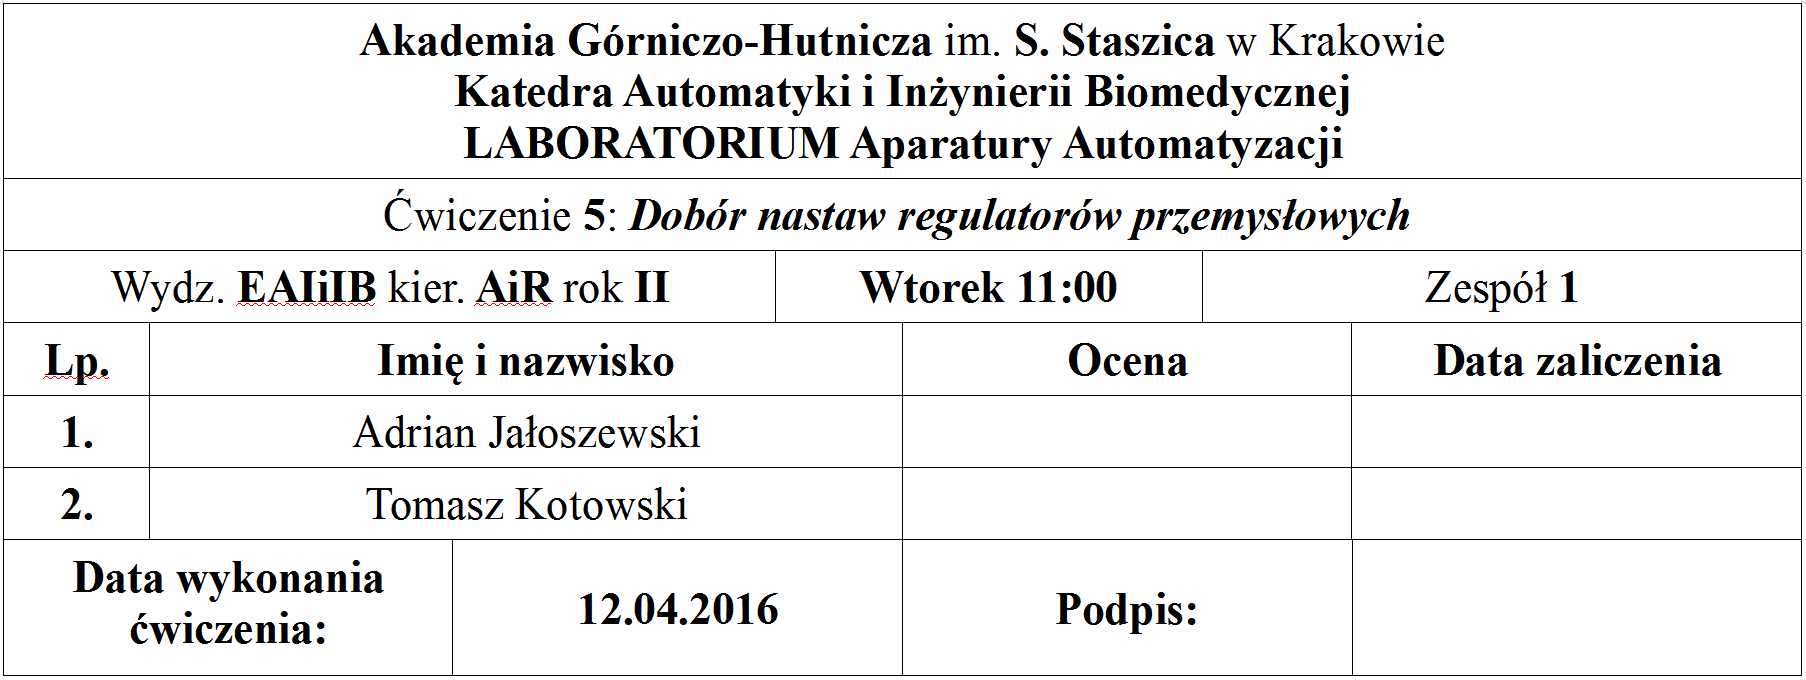 Akademia Górniczo-Hutnicza im. S. Staszica w Krakowie
Katedra Automatyki i Inżynierii Biomedycznej
LABORATORIUM Aparatury Automatyzacji
Ćwiczenie 5: Dobór nastaw regulatorów przemysłowych
Wydz. EAIiIB kier. AiR rok II
Wtorek 11:00
Zespół 1
Lp.
Imię i nazwisko
Ocena
Data zaliczenia
1.
Adrian Jałoszewski
2.
Tomasz Kotowski
Data wykonania
ćwiczenia:
12.04.2016
Podpis: